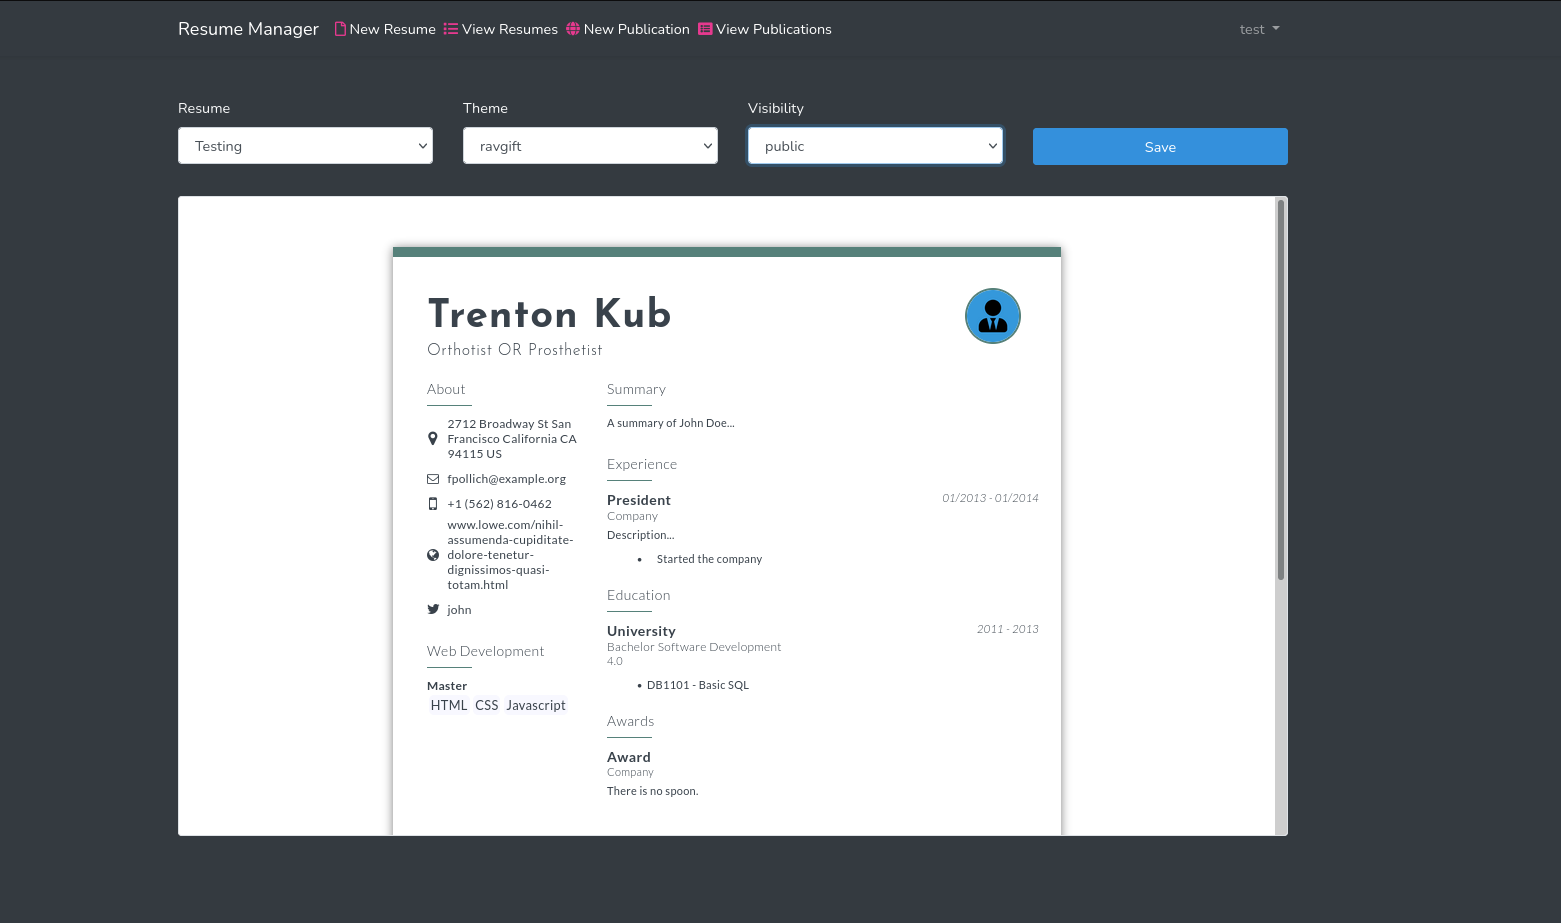 Resume Manager New Resume View Resumes New Publication View Publications test
Resume Theme Visibility
Testing ravgift public Save
Trenton Kub
Orthotist OR Prosthetist
About
2712 Broadway St San
Francisco California CA
94115 US
fpollich@example.org
+1 (562) 816-0462
www.lowe.com/nihil-
assumenda-cupiditate-
dolore-tenetur-
dignissimos-quasi-
totam.html
john
Web Development
Master
HTML CSS Javascript
Summary
A summary of John Doe...
Experience
President 01/2013 - 01/2014
Company
Description...
• Started the company
Education
University 2011 - 2013
Bachelor Software Development
4.0
• DB1101 - Basic SQL
Awards
Award
Company
There is no spoon.